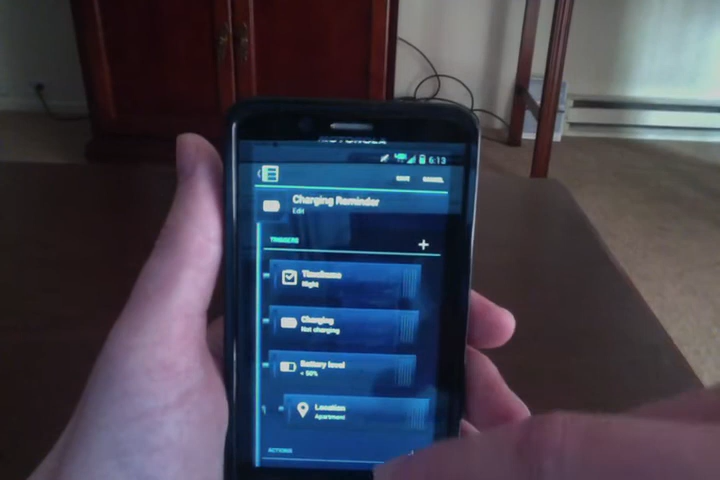 MOTOROLA
6:13
SAVE CANCEL
Charging Reminder
Edit
TRIGGERS
Timeframe
Night
Charging
Not charging
Battery level
< 50%
Location
Apartment
ACTIONS